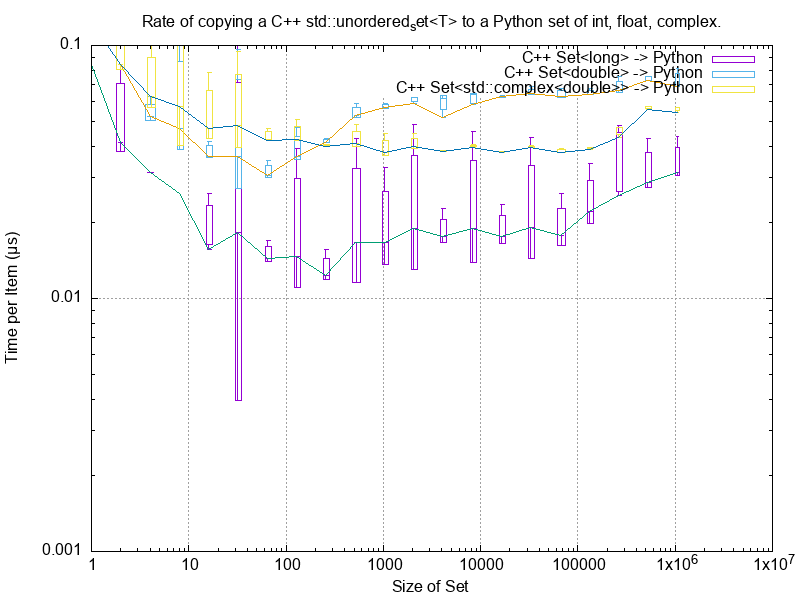 Rate of copying a C++ std::unordered_set<T> to a Python set of int, float, complex.
C++ Set<long> -> Python
C++ Set<double> -> Python
C++ Set<std::complex<double>> -> Python
0.1
0.01
0.001
Time per Item (µs)
1 10 100 1000 10000 100000 1x10^6 1x10^7
Size of Set